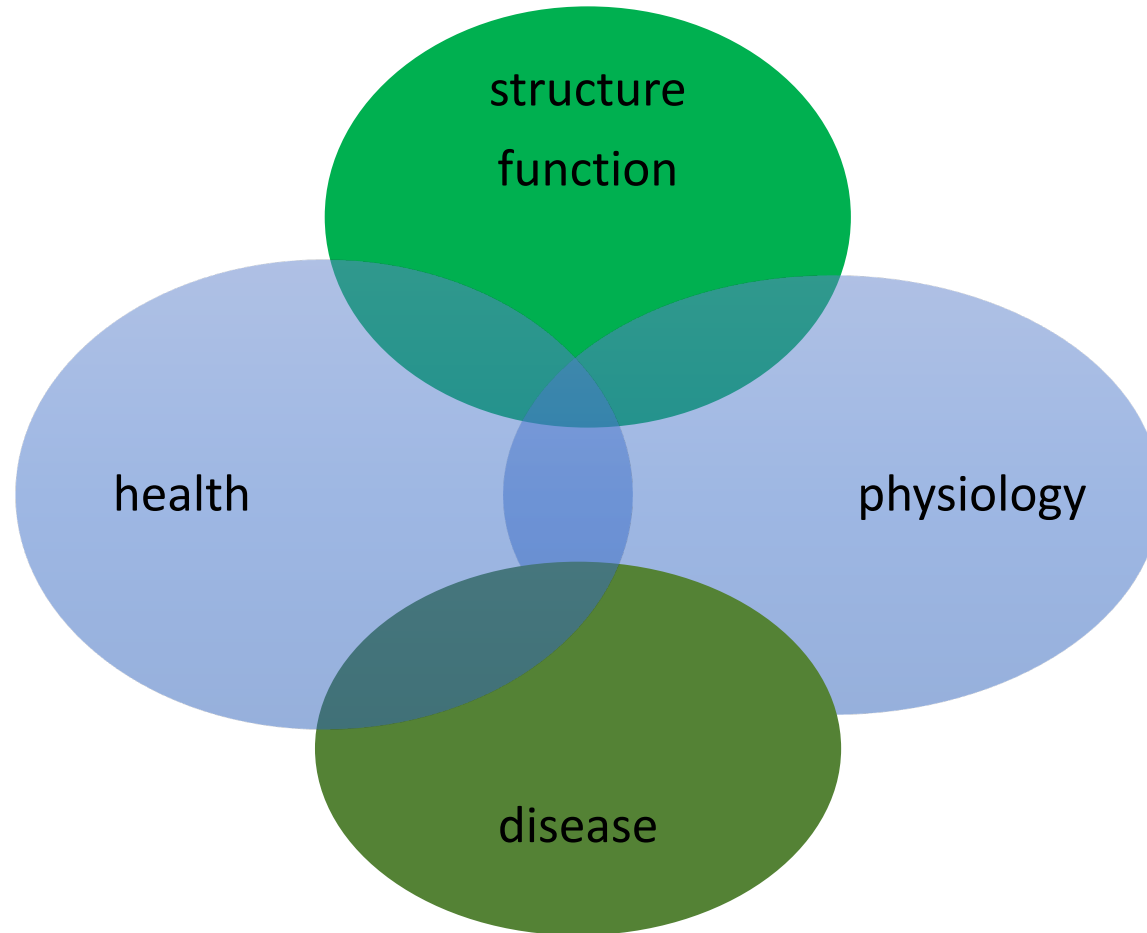 structure
function
health
physiology
disease